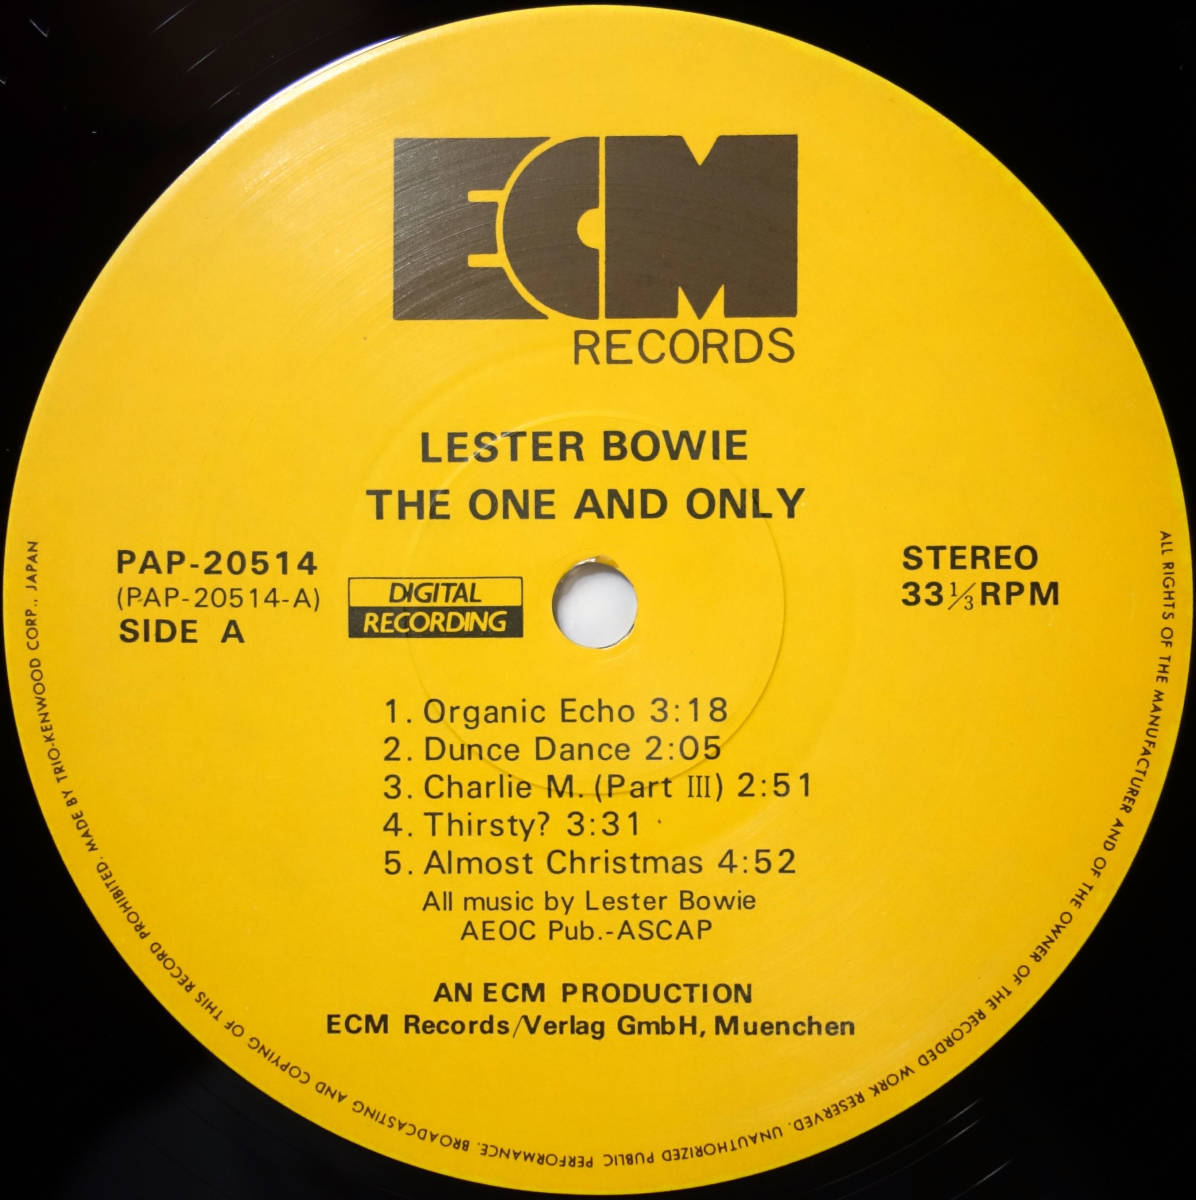 ECM
RECORDS
LESTER BOWIE
THE ONE AND ONLY
PAP-20514
(PAP-20514-A)
SIDE A
DIGITAL
RECORDING
STEREO
33 1/3 RPM
1. Organic Echo 3:18
2. Dunce Dance 2:05
3. Charlie M. (Part III) 2:51
4. Thirsty? 3:31
5. Almost Christmas 4:52
All music by Lester Bowie
AEOC Pub.-ASCAP
AN ECM PRODUCTION
ECM Records/Verlag GmbH, Muenchen
ALL RIGHTS OF THE MANUFACTURER AND OF THE OWNER OF THE RECORDED WORK RESERVED. UNAUTHORIZED PUBLIC PERFORMANCE. BROADCASTING AND COPYING OF THIS RECORD PROHIBITED. MADE BY TRIO-KENWOOD CORP., JAPAN